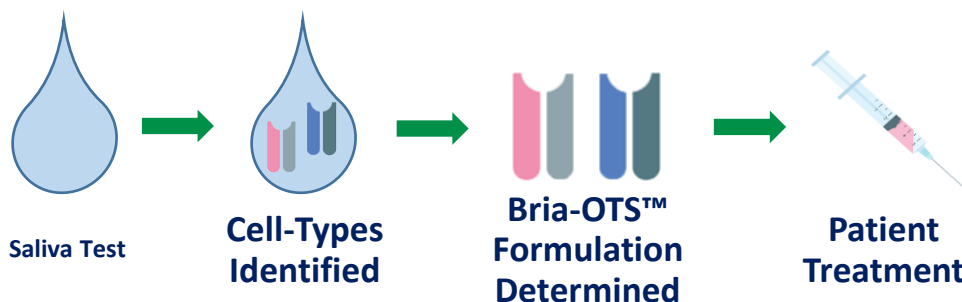 Saliva Test
Cell-Types
Identified
Bria-OTS™
Formulation
Determined
Patient
Treatment